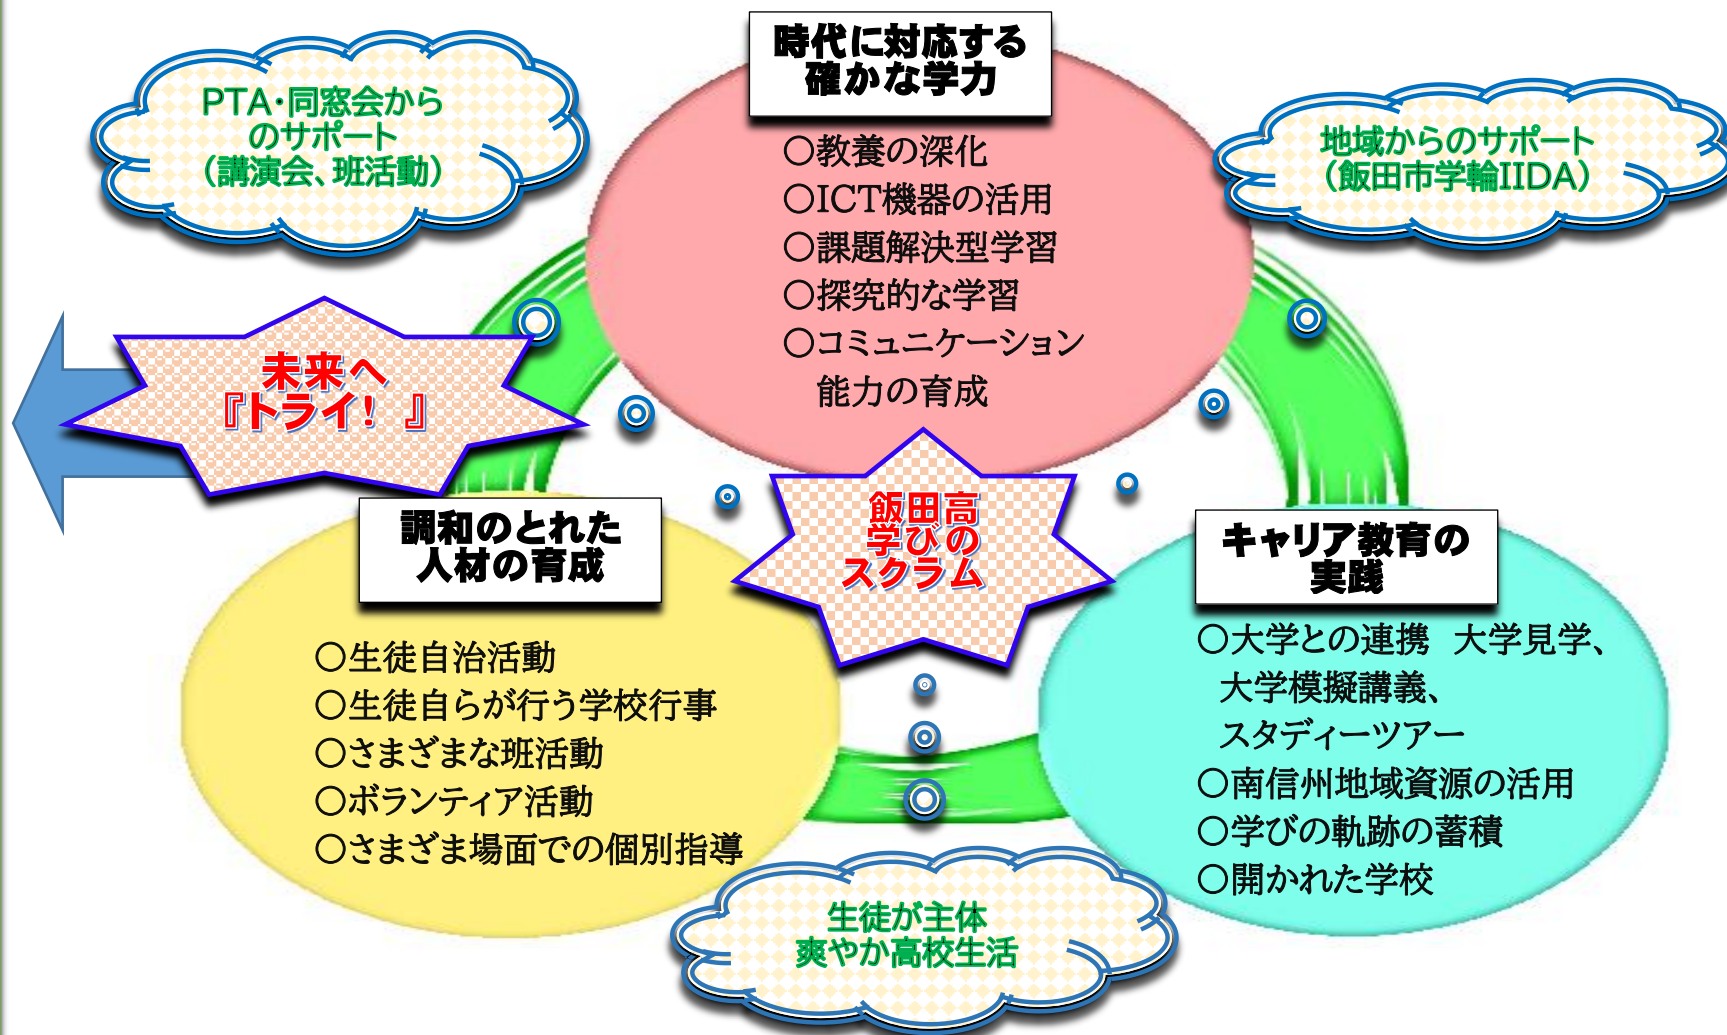 時代に対応する
確かな学力
○教養の深化
○ICT機器の活用
○課題解決型学習
○探究的な学習
○コミュニケーション
能力の育成
PTA・同窓会から
のサポート
（講演会、班活動）
地域からのサポート
（飯田市学輪IIDA）
未来へ
『トライ！』
飯田高
学びの
スクラム
調和のとれた
人材の育成
○生徒自治活動
○生徒自らが行う学校行事
○さまざまな班活動
○ボランティア活動
○さまざま場面での個別指導
キャリア教育の
実践
○大学との連携　大学見学、
大学模擬講義、
スタディーツアー
○南信州地域資源の活用
○学びの軌跡の蓄積
○開かれた学校
生徒が主体
爽やか高校生活